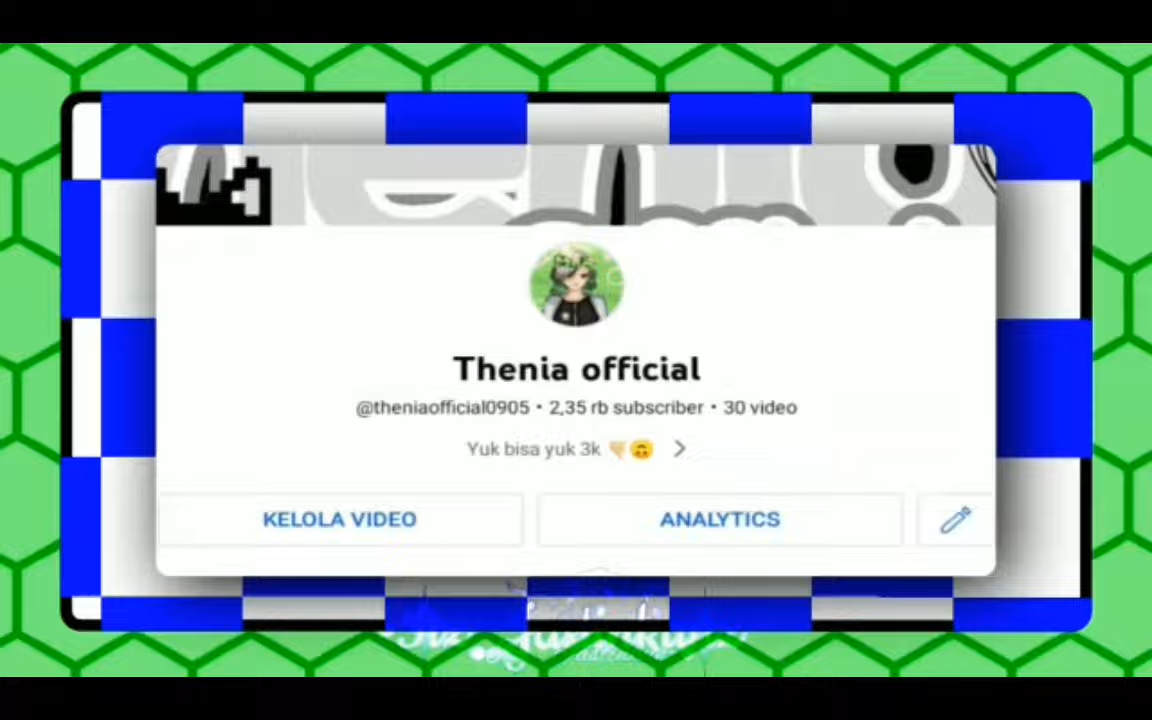 Thenia official
@theniaofficial0905 • 2,35 rb subscriber • 30 video
Yuk bisa yuk 3k 🤏🙃 >
KELOLA VIDEO
ANALYTICS